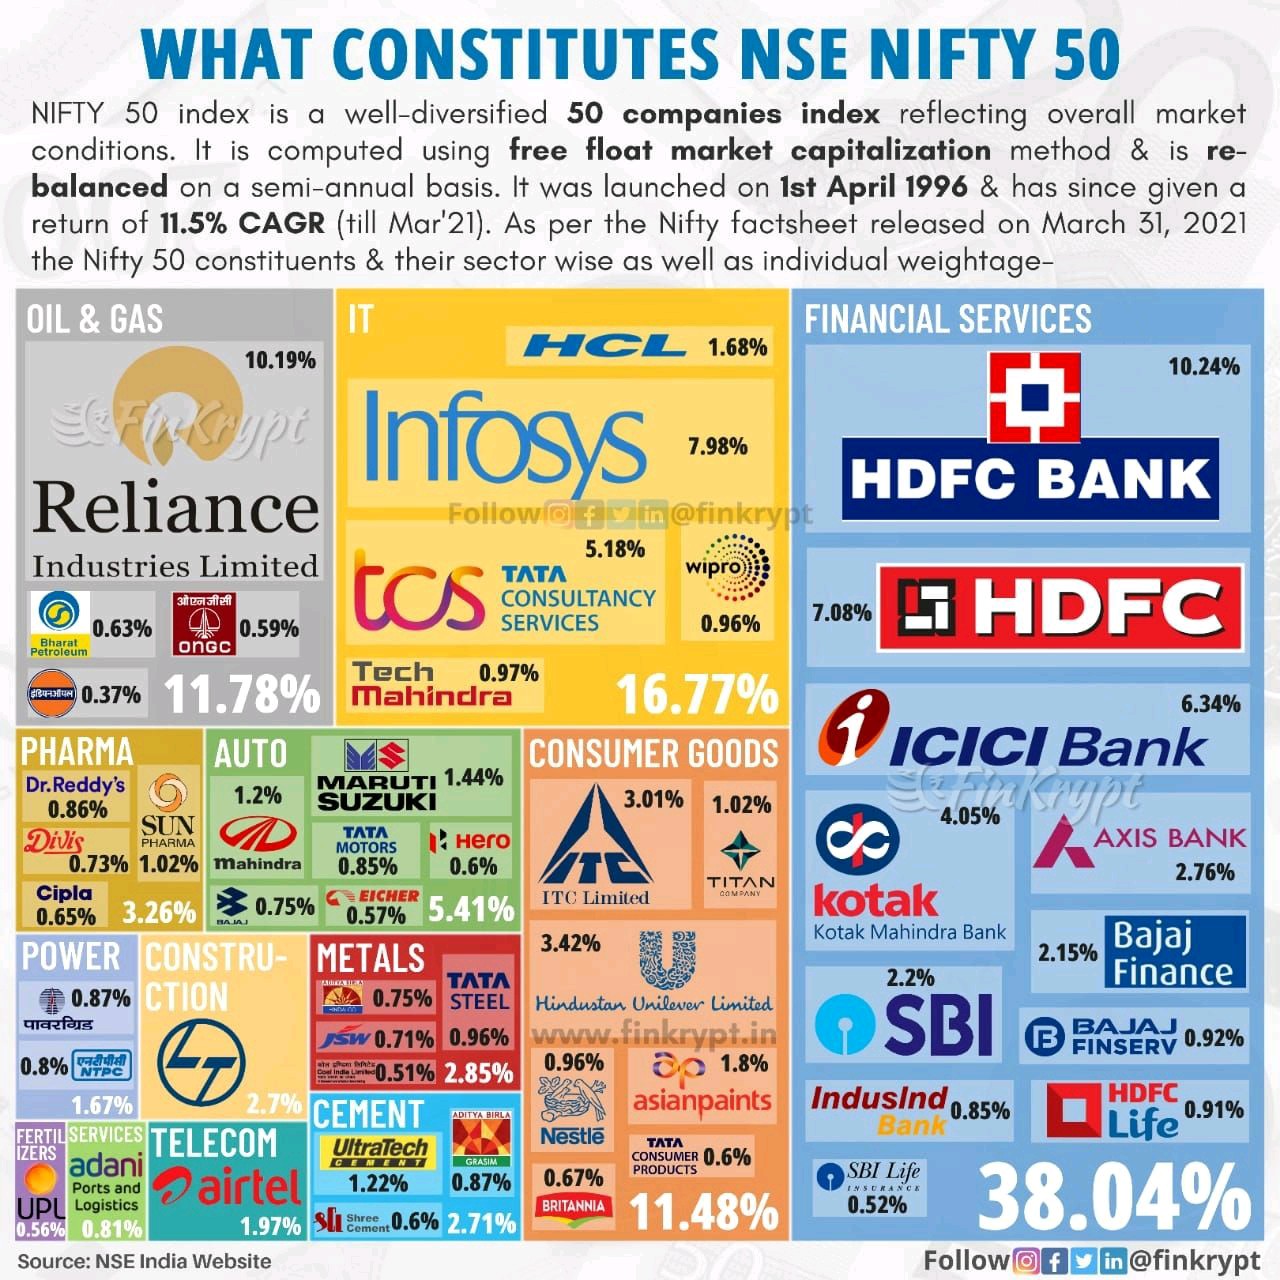 WHAT CONSTITUTES NSE NIFTY 50
NIFTY 50 index is a well-diversified 50 companies index reflecting overall market
conditions. It is computed using free float market capitalization method & is re-
balanced on a semi-annual basis. It was launched on 1st April 1996 & has since given a
return of 11.5% CAGR (till Mar'21). As per the Nifty factsheet released on March 31, 2021
the Nifty 50 constituents & their sector wise as well as individual weightage-
OIL & GAS
10.19%
FinKrypt
Reliance
Industries Limited
Bharat
Petroleum
0.63%
ओएनजीसी
ONGC
0.59%
इंडियनऑयल
0.37%
11.78%
IT
HCL
1.68%
Infosys
7.98%
Follow @finkrypt
tcs
5.18%
TATA
CONSULTANCY
SERVICES
wipro
0.96%
Tech
Mahindra
0.97%
16.77%
FINANCIAL SERVICES
10.24%
HDFC BANK
7.08%
HDFC
6.34%
ICICI Bank
FinKrypt
4.05%
kotak
Kotak Mahindra Bank
AXIS BANK
2.76%
2.15%
Bajaj
Finance
2.2%
SBI
BAJAJ
FINSERV
0.92%
IndusInd
Bank
0.85%
HDFC
Life
0.91%
SBI Life
INSURANCE
0.52%
38.04%
PHARMA
Dr.Reddy's
0.86%
SUN
PHARMA
1.02%
Divis
0.73%
Cipla
0.65%
3.26%
AUTO
MARUTI
SUZUKI
1.44%
1.2%
mahindra
TATA
MOTORS
0.85%
Hero
0.6%
BAJAJ
0.75%
EICHER
0.57%
5.41%
CONSUMER GOODS
3.01%
ITC
ITC Limited
1.02%
TITAN
COMPANY
3.42%
Hindustan Unilever Limited
www.finkrypt.in
0.96%
Nestlé
1.8%
ap
asianpaints
TATA
CONSUMER
PRODUCTS
0.6%
0.67%
BRITANNIA
11.48%
POWER
पावरग्रिड
0.87%
0.8%
एनटीपीसी
NTPC
1.67%
CONSTRU-
CTION
LT
2.7%
METALS
ADITYA BIRLA
HINDALCO
0.75%
TATA
STEEL
0.96%
JSW
0.71%
कोल इण्डिया लिमिटेड
Coal India Limited
0.51%
2.85%
CEMENT
UltraTech
CEMENT
1.22%
ADITYA BIRLA
GRASIM
0.87%
Shree
Cement
0.6%
2.71%
FERTIL
IZERS
UPL
0.56%
SERVICES
adani
Ports and
Logistics
0.81%
TELECOM
airtel
1.97%
Source: NSE India Website
Follow @finkrypt